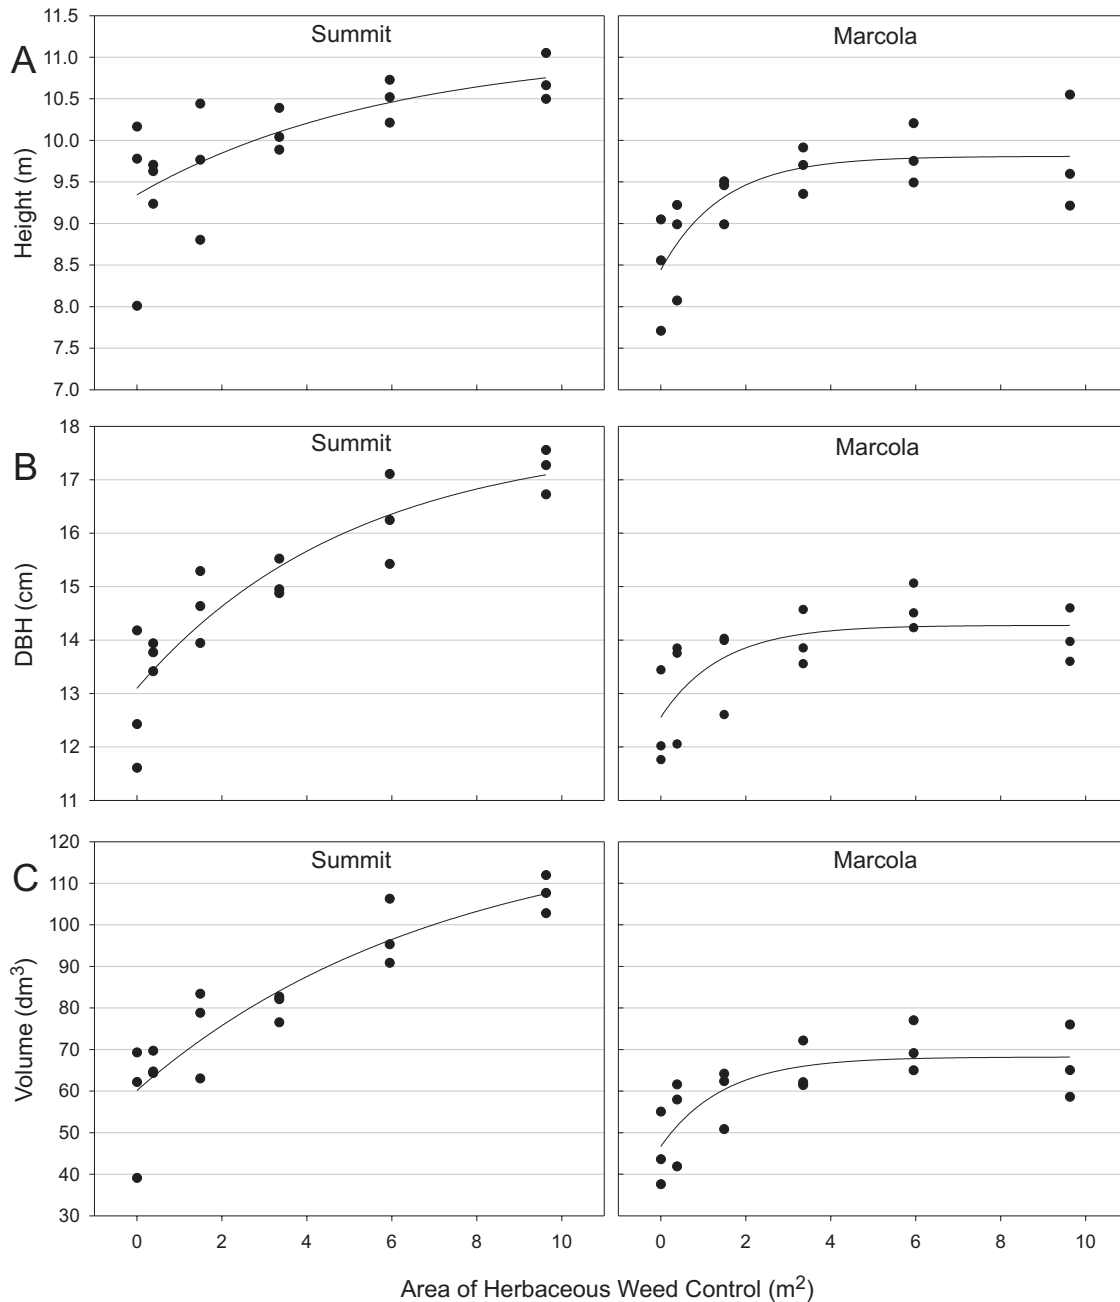 A
Summit
Marcola
Height (m)
11.5
11.0
10.5
10.0
9.5
9.0
8.5
8.0
7.5
7.0
B
Summit
Marcola
DBH (cm)
18
17
16
15
14
13
12
11
C
Summit
Marcola
Volume (dm³)
120
110
100
90
80
70
60
50
40
30
0 2 4 6 8 10
0 2 4 6 8 10
Area of Herbaceous Weed Control (m²)